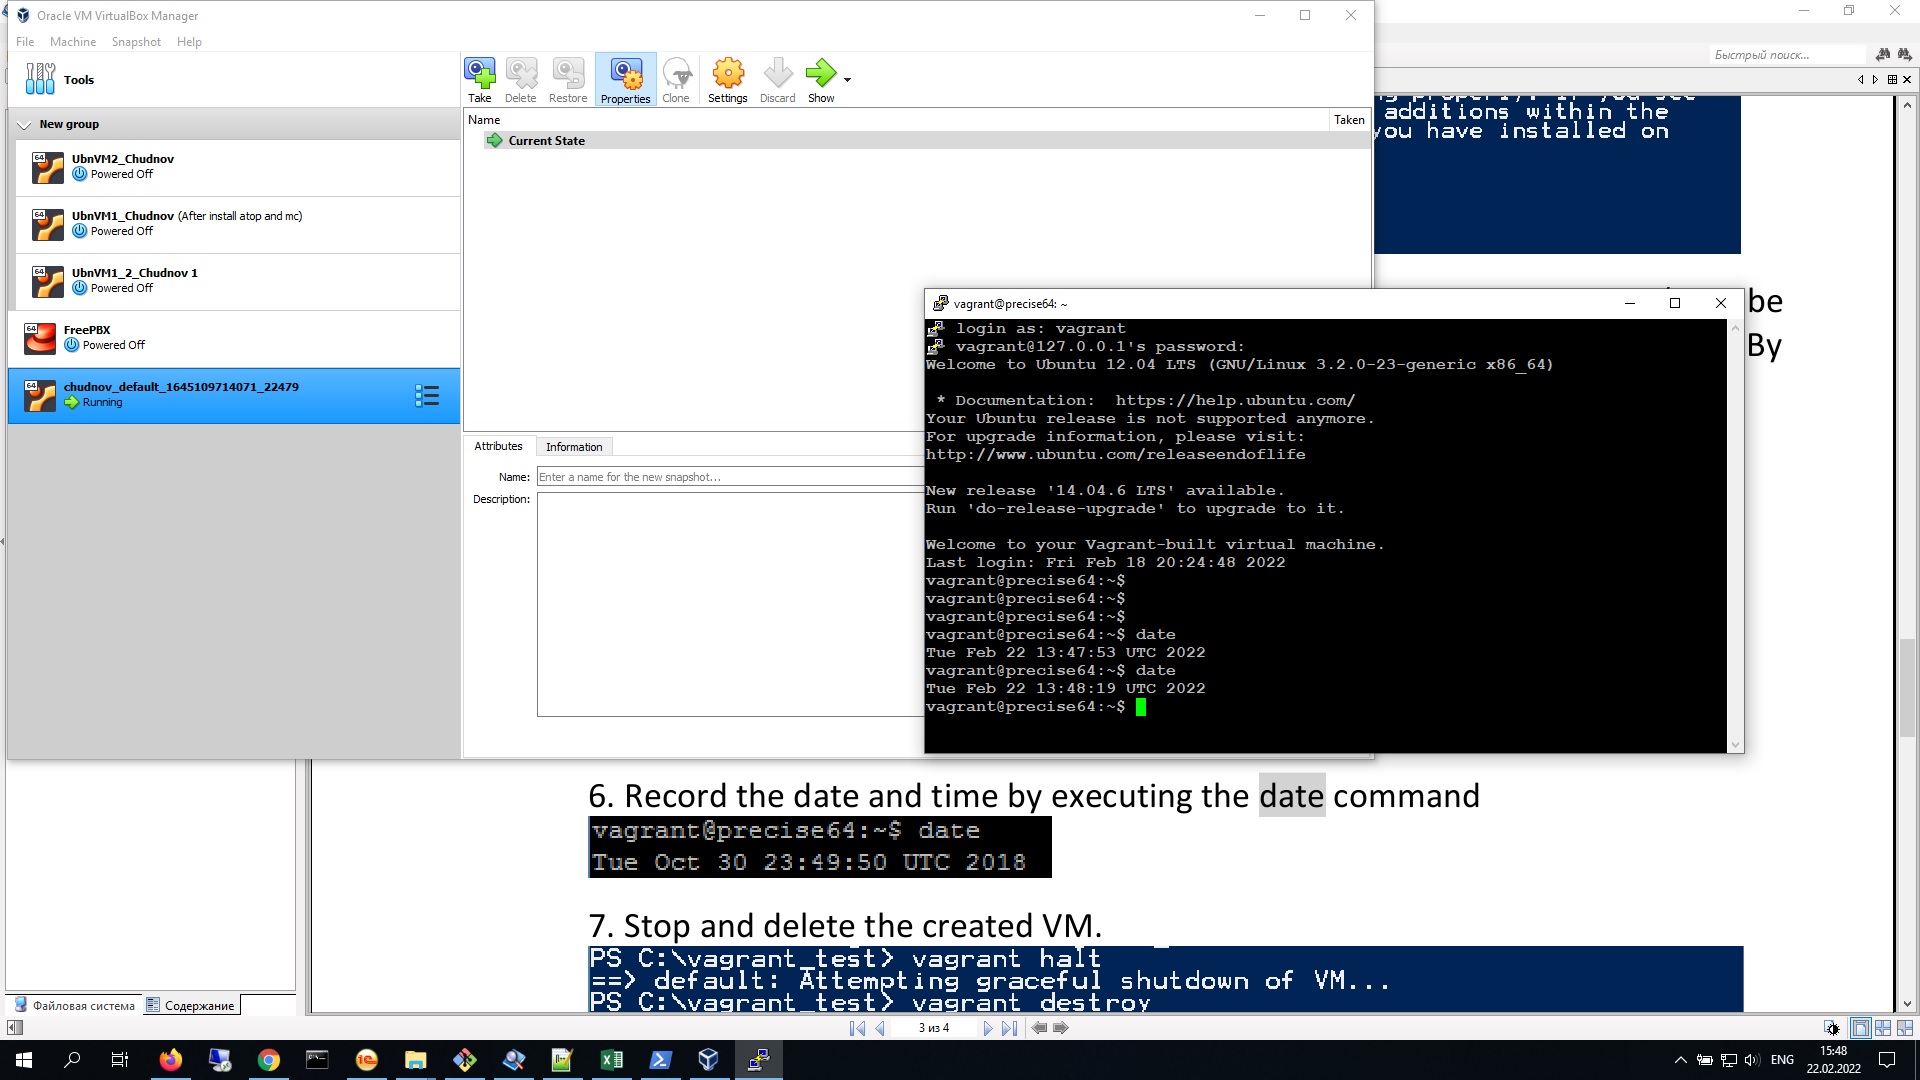 Oracle VM VirtualBox Manager
File Machine Snapshot Help
Tools
New group
64
UbnVM2_Chudnov
Powered Off
64
UbnVM1_Chudnov (After install atop and mc)
Powered Off
64
UbnVM1_2_Chudnov 1
Powered Off
64
FreePBX
Powered Off
64
chudnov_default_1645109714071_22479
Running
Take Delete Restore Properties Clone Settings Discard Show
Name Taken
Current State
Attributes Information
Name: Enter a name for the new snapshot...
Description:
Быстрый поиск...
additions within the
you have installed on
be
By
vagrant@precise64: ~
login as: vagrant
vagrant@127.0.0.1's password:
Welcome to Ubuntu 12.04 LTS (GNU/Linux 3.2.0-23-generic x86_64)
* Documentation: https://help.ubuntu.com/
Your Ubuntu release is not supported anymore.
For upgrade information, please visit:
http://www.ubuntu.com/releaseendoflife
New release '14.04.6 LTS' available.
Run 'do-release-upgrade' to upgrade to it.
Welcome to your Vagrant-built virtual machine.
Last login: Fri Feb 18 20:24:48 2022
vagrant@precise64:~$
vagrant@precise64:~$
vagrant@precise64:~$
vagrant@precise64:~$ date
Tue Feb 22 13:47:53 UTC 2022
vagrant@precise64:~$ date
Tue Feb 22 13:48:19 UTC 2022
vagrant@precise64:~$
6. Record the date and time by executing the date command
vagrant@precise64:~$ date
Tue Oct 30 23:49:50 UTC 2018
7. Stop and delete the created VM.
PS C:\vagrant_test> vagrant halt
==> default: Attempting graceful shutdown of VM...
PS C:\vagrant_test> vagrant destroy
Файловая система Содержание
3 из 4
ENG
15:48
22.02.2022